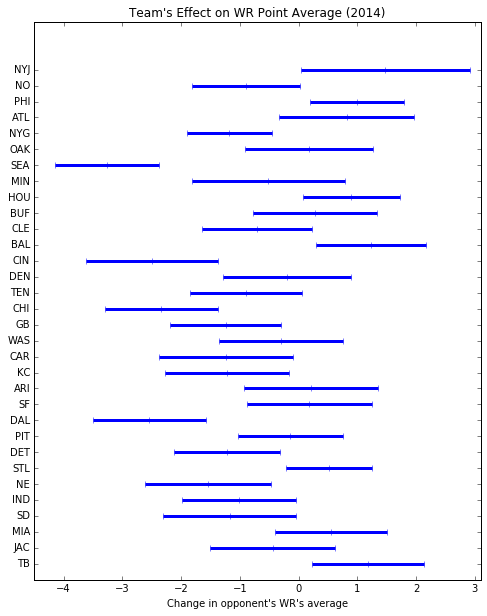 Team's Effect on WR Point Average (2014)
NYJ
NO
PHI
ATL
NYG
OAK
SEA
MIN
HOU
BUF
CLE
BAL
CIN
DEN
TEN
CHI
GB
WAS
CAR
KC
ARI
SF
DAL
PIT
DET
STL
NE
IND
SD
MIA
JAC
TB
−4 −3 −2 −1 0 1 2 3
Change in opponent's WR's average